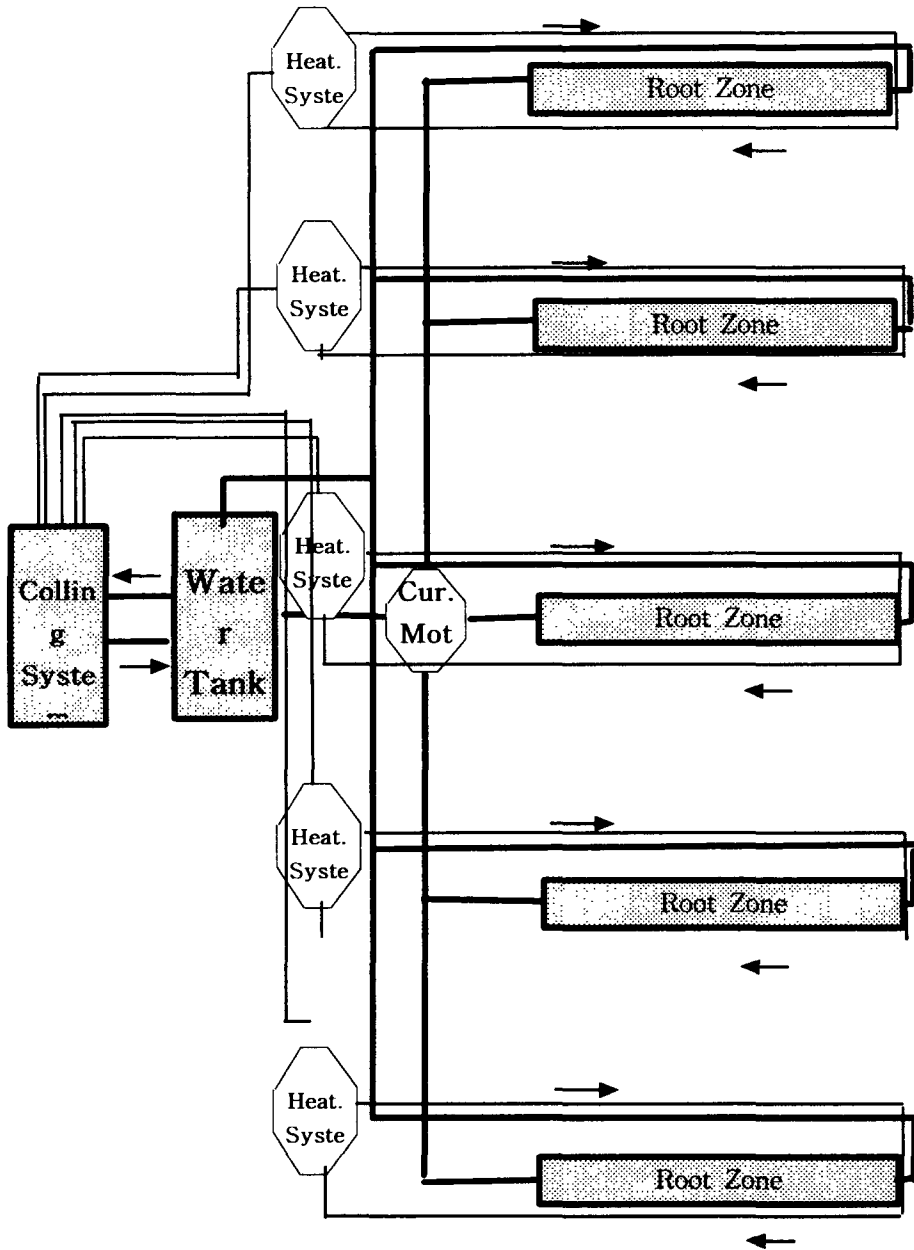 Heat.
Syste
Root Zone
Heat.
Syste
Root Zone
Collin
g
Syste
Wate
r
Tank
Heat.
Syste
Cur.
Mot
Root Zone
Heat.
Syste
Root Zone
Heat.
Syste
Root Zone